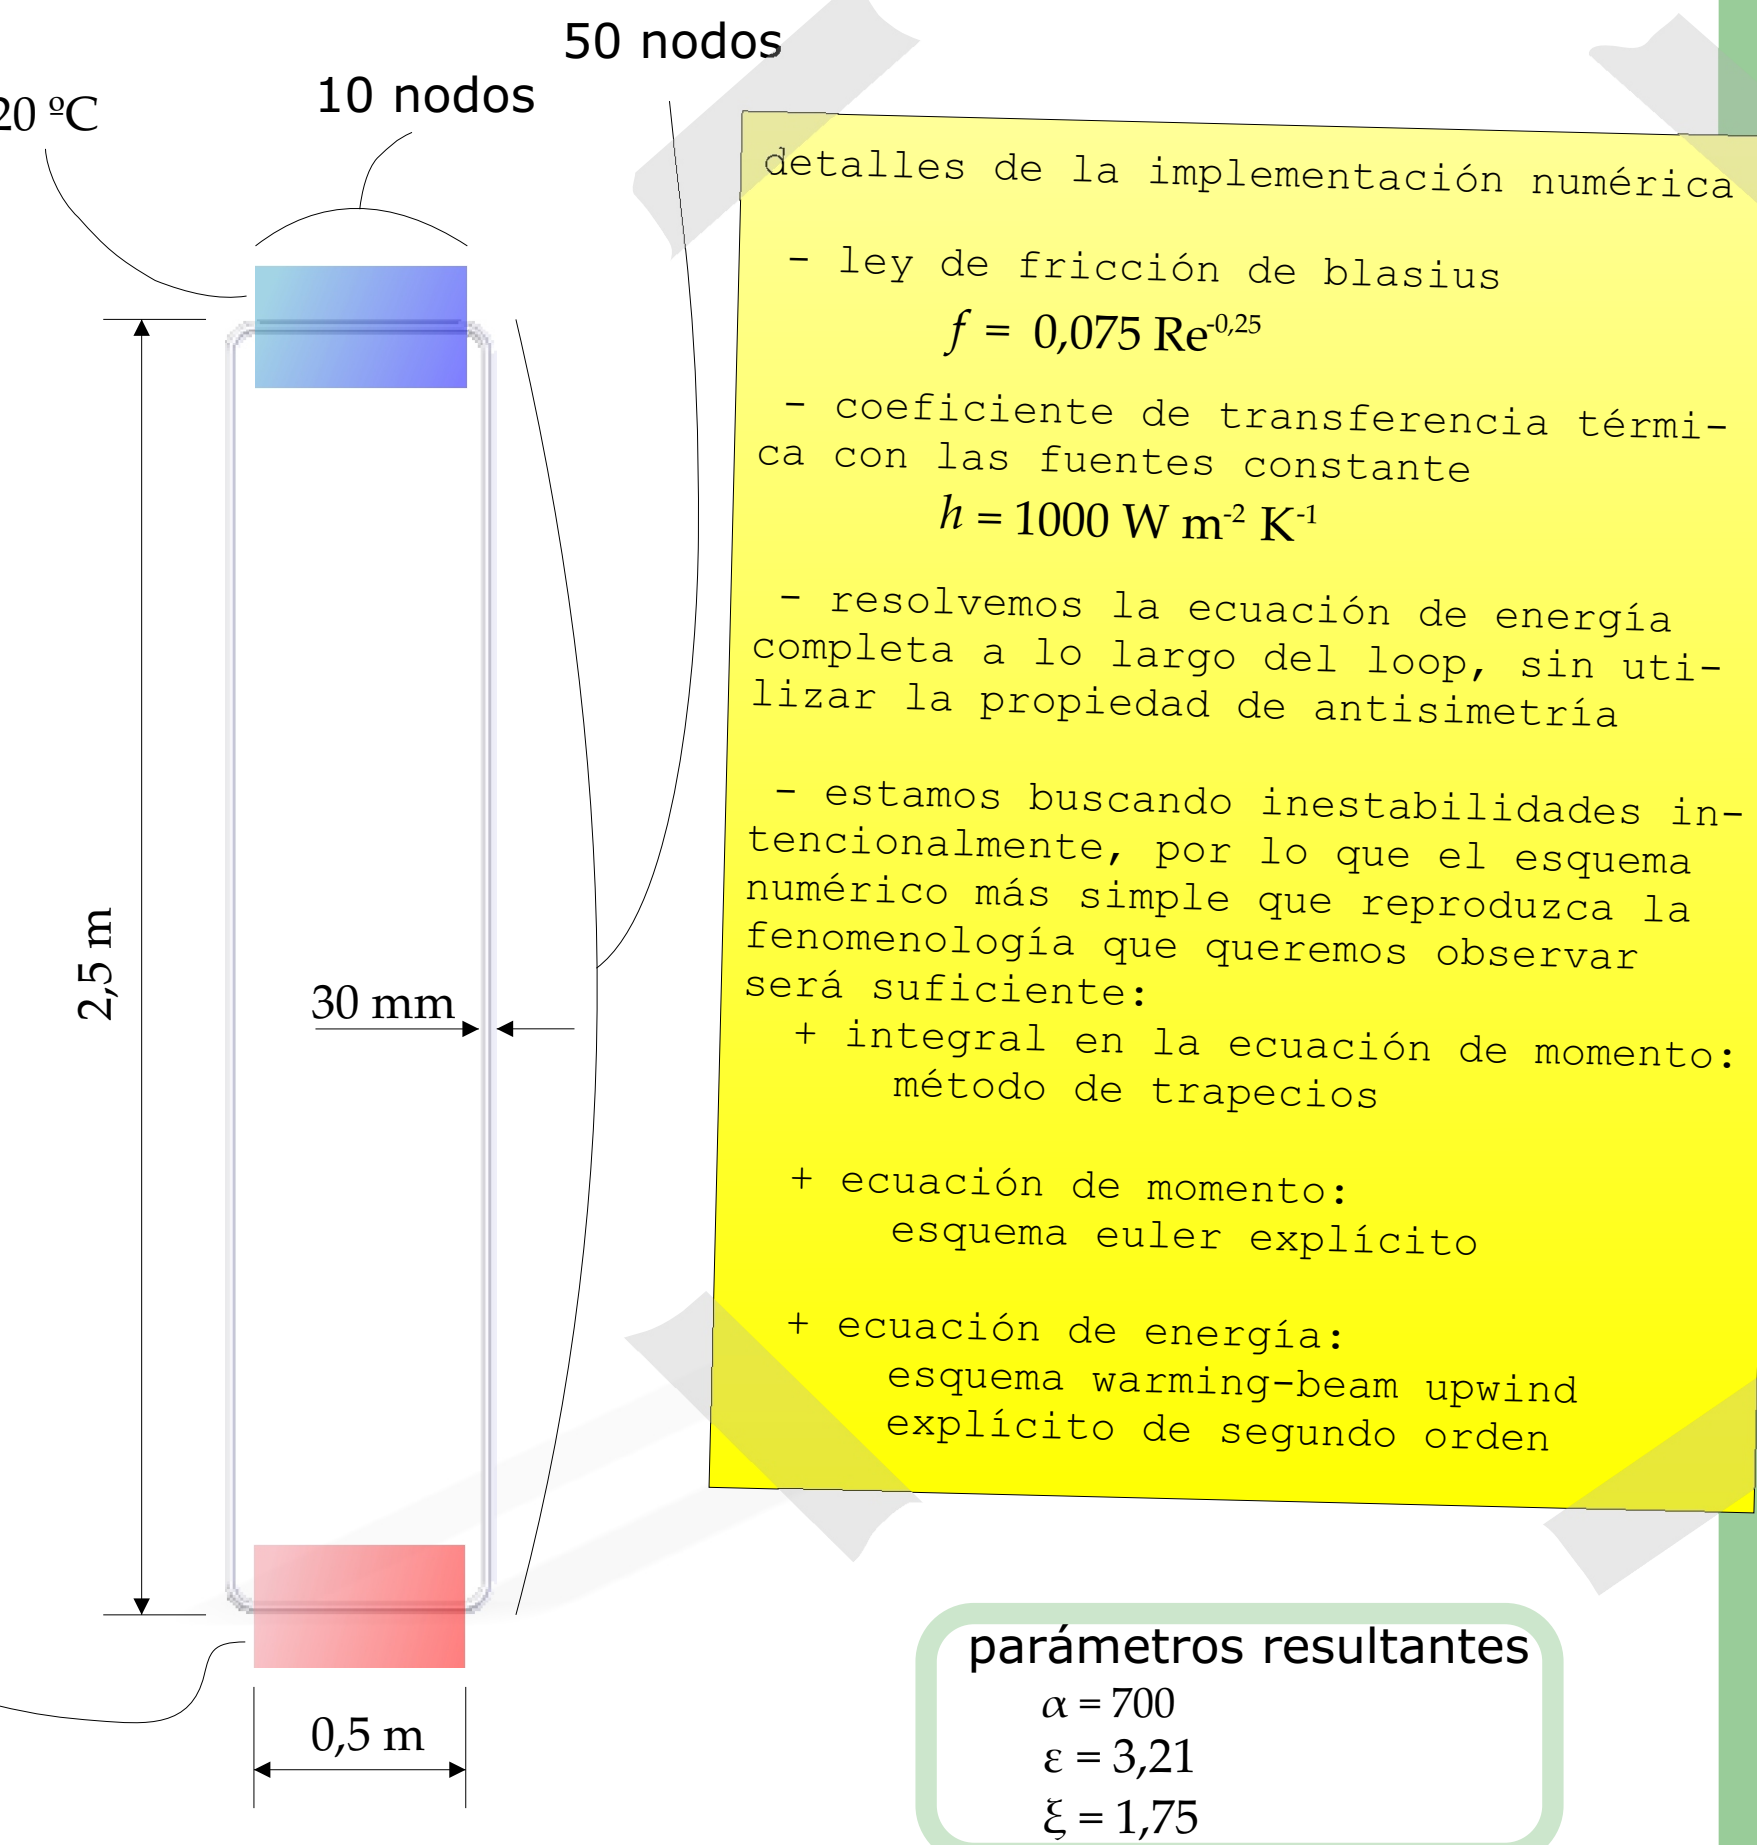 50 nodos
10 nodos
20 ºC
2,5 m
30 mm
0,5 m
detalles de la implementación numérica
- ley de fricción de blasius
f = 0,075 Re^-0,25
- coeficiente de transferencia térmi-
ca con las fuentes constante
h = 1000 W m^-2 K^-1
- resolvemos la ecuación de energía
completa a lo largo del loop, sin uti-
lizar la propiedad de antisimetría
- estamos buscando inestabilidades in-
tencionalmente, por lo que el esquema
numérico más simple que reproduzca la
fenomenología que queremos observar
será suficiente:
+ integral en la ecuación de momento:
método de trapecios
+ ecuación de momento:
esquema euler explícito
+ ecuación de energía:
esquema warming-beam upwind
explícito de segundo orden
parámetros resultantes
α = 700
ε = 3,21
ξ = 1,75